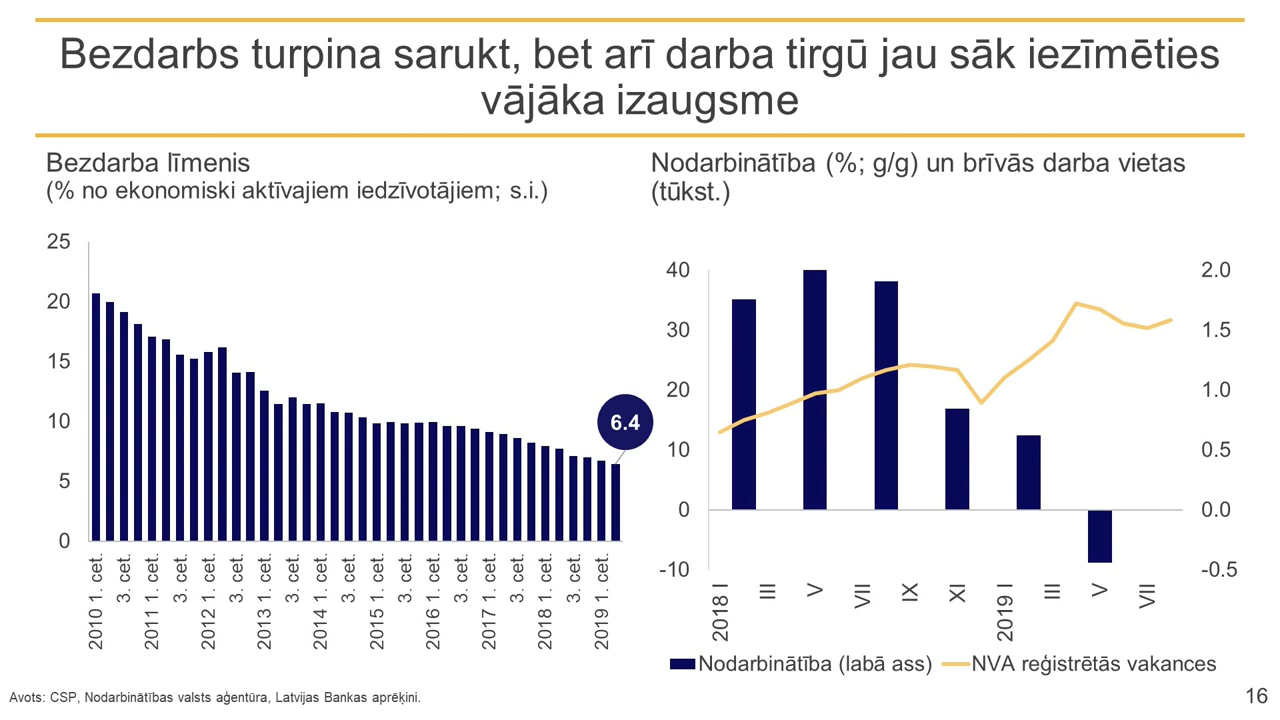 Bezdarbs turpina sarukt, bet arī darba tirgū jau sāk iezīmēties
vājāka izaugsme
Bezdarba līmenis
(% no ekonomiski aktīvajiem iedzīvotājiem; s.i.)
25
20
15
10
5
0
6.4
2010 1. cet.
3. cet.
2011 1. cet.
3. cet.
2012 1. cet.
3. cet.
2013 1. cet.
3. cet.
2014 1. cet.
3. cet.
2015 1. cet.
3. cet.
2016 1. cet.
3. cet.
2017 1. cet.
3. cet.
2018 1. cet.
3. cet.
2019 1. cet.
Nodarbinātība (%; g/g) un brīvās darba vietas
(tūkst.)
40
30
20
10
0
-10
2.0
1.5
1.0
0.5
0.0
-0.5
2018 I
III
V
VII
IX
XI
2019 I
III
V
VII
Nodarbinātība (labā ass)
NVA reģistrētās vakances
Avots: CSP, Nodarbinātības valsts aģentūra, Latvijas Bankas aprēķini.
16